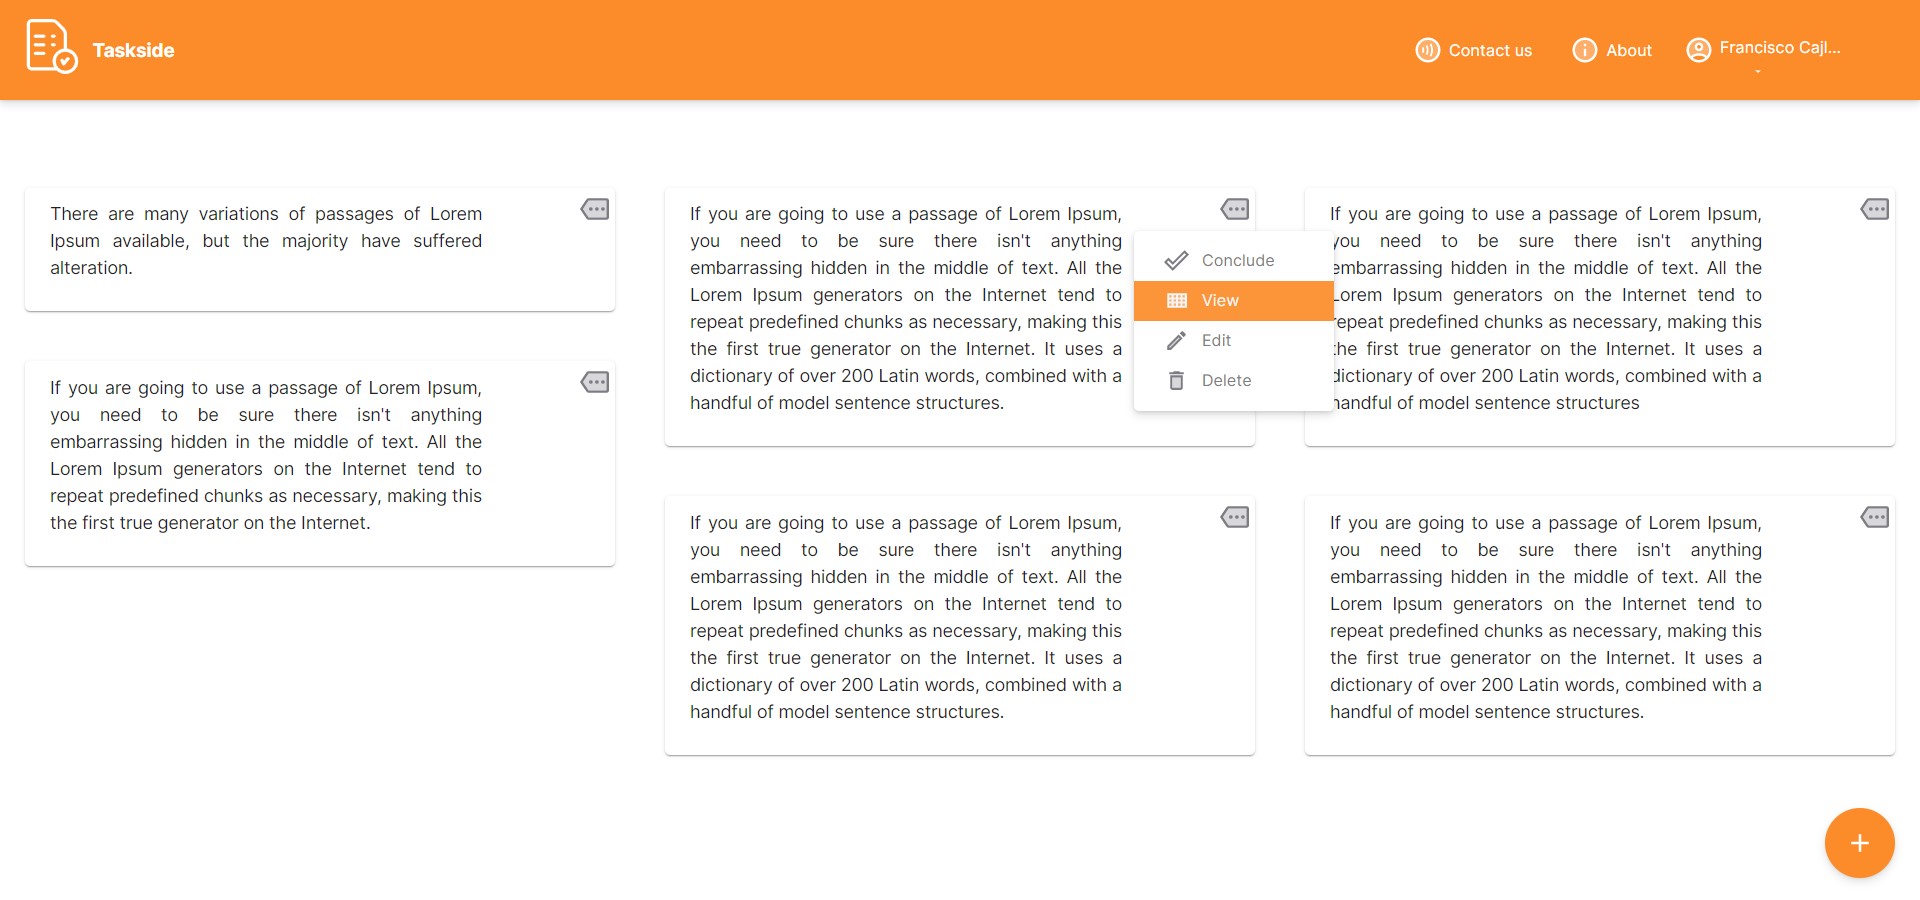 Taskside
Contact us
About
Francisco Cajl...
There are many variations of passages of Lorem
Ipsum available, but the majority have suffered
alteration.
If you are going to use a passage of Lorem Ipsum,
you need to be sure there isn't anything
embarrassing hidden in the middle of text. All the
Lorem Ipsum generators on the Internet tend to
repeat predefined chunks as necessary, making this
the first true generator on the Internet.
If you are going to use a passage of Lorem Ipsum,
you need to be sure there isn't anything
embarrassing hidden in the middle of text. All the
Lorem Ipsum generators on the Internet tend to
repeat predefined chunks as necessary, making this
the first true generator on the Internet. It uses a
dictionary of over 200 Latin words, combined with a
handful of model sentence structures.
Conclude
View
Edit
Delete
If you are going to use a passage of Lorem Ipsum,
you need to be sure there isn't anything
embarrassing hidden in the middle of text. All the
Lorem Ipsum generators on the Internet tend to
repeat predefined chunks as necessary, making this
the first true generator on the Internet. It uses a
dictionary of over 200 Latin words, combined with a
handful of model sentence structures.
If you are going to use a passage of Lorem Ipsum,
you need to be sure there isn't anything
embarrassing hidden in the middle of text. All the
Lorem Ipsum generators on the Internet tend to
repeat predefined chunks as necessary, making this
the first true generator on the Internet. It uses a
dictionary of over 200 Latin words, combined with a
handful of model sentence structures
If you are going to use a passage of Lorem Ipsum,
you need to be sure there isn't anything
embarrassing hidden in the middle of text. All the
Lorem Ipsum generators on the Internet tend to
repeat predefined chunks as necessary, making this
the first true generator on the Internet. It uses a
dictionary of over 200 Latin words, combined with a
handful of model sentence structures.